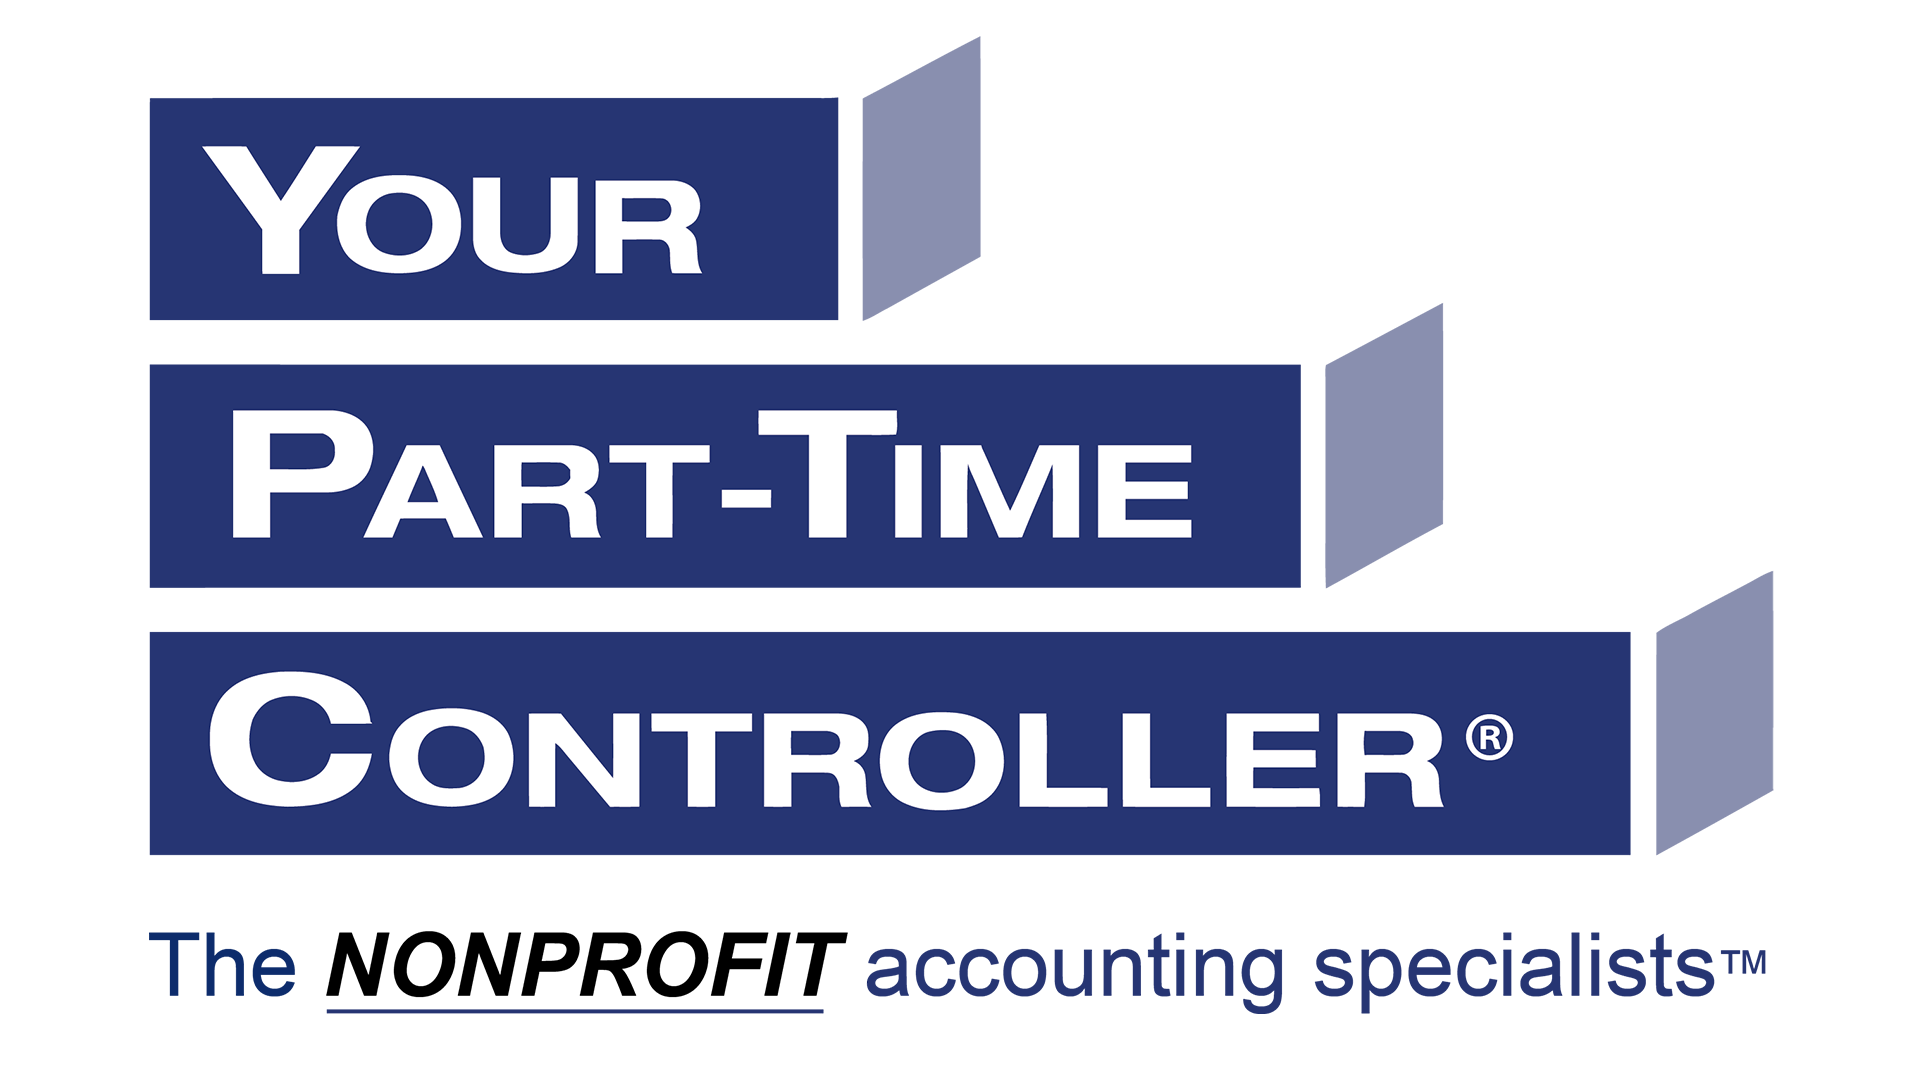 YOUR
PART-TIME
CONTROLLER®
The NONPROFIT accounting specialists™